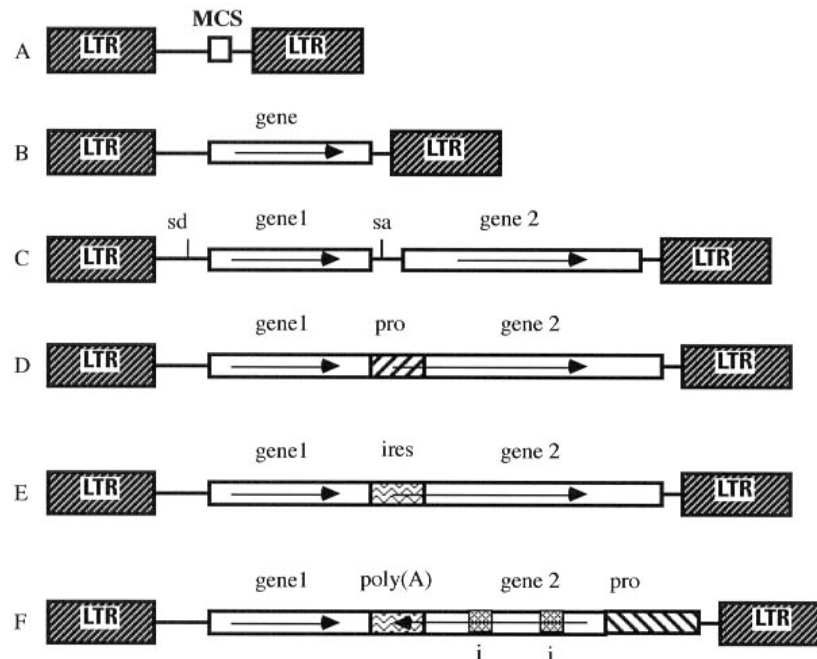 MCS
A LTR LTR
gene
B LTR LTR
sd gene1 sa gene 2
C LTR LTR
gene1 pro gene 2
D LTR LTR
gene1 ires gene 2
E LTR LTR
gene1 poly(A) gene 2 pro
F LTR LTR
i i